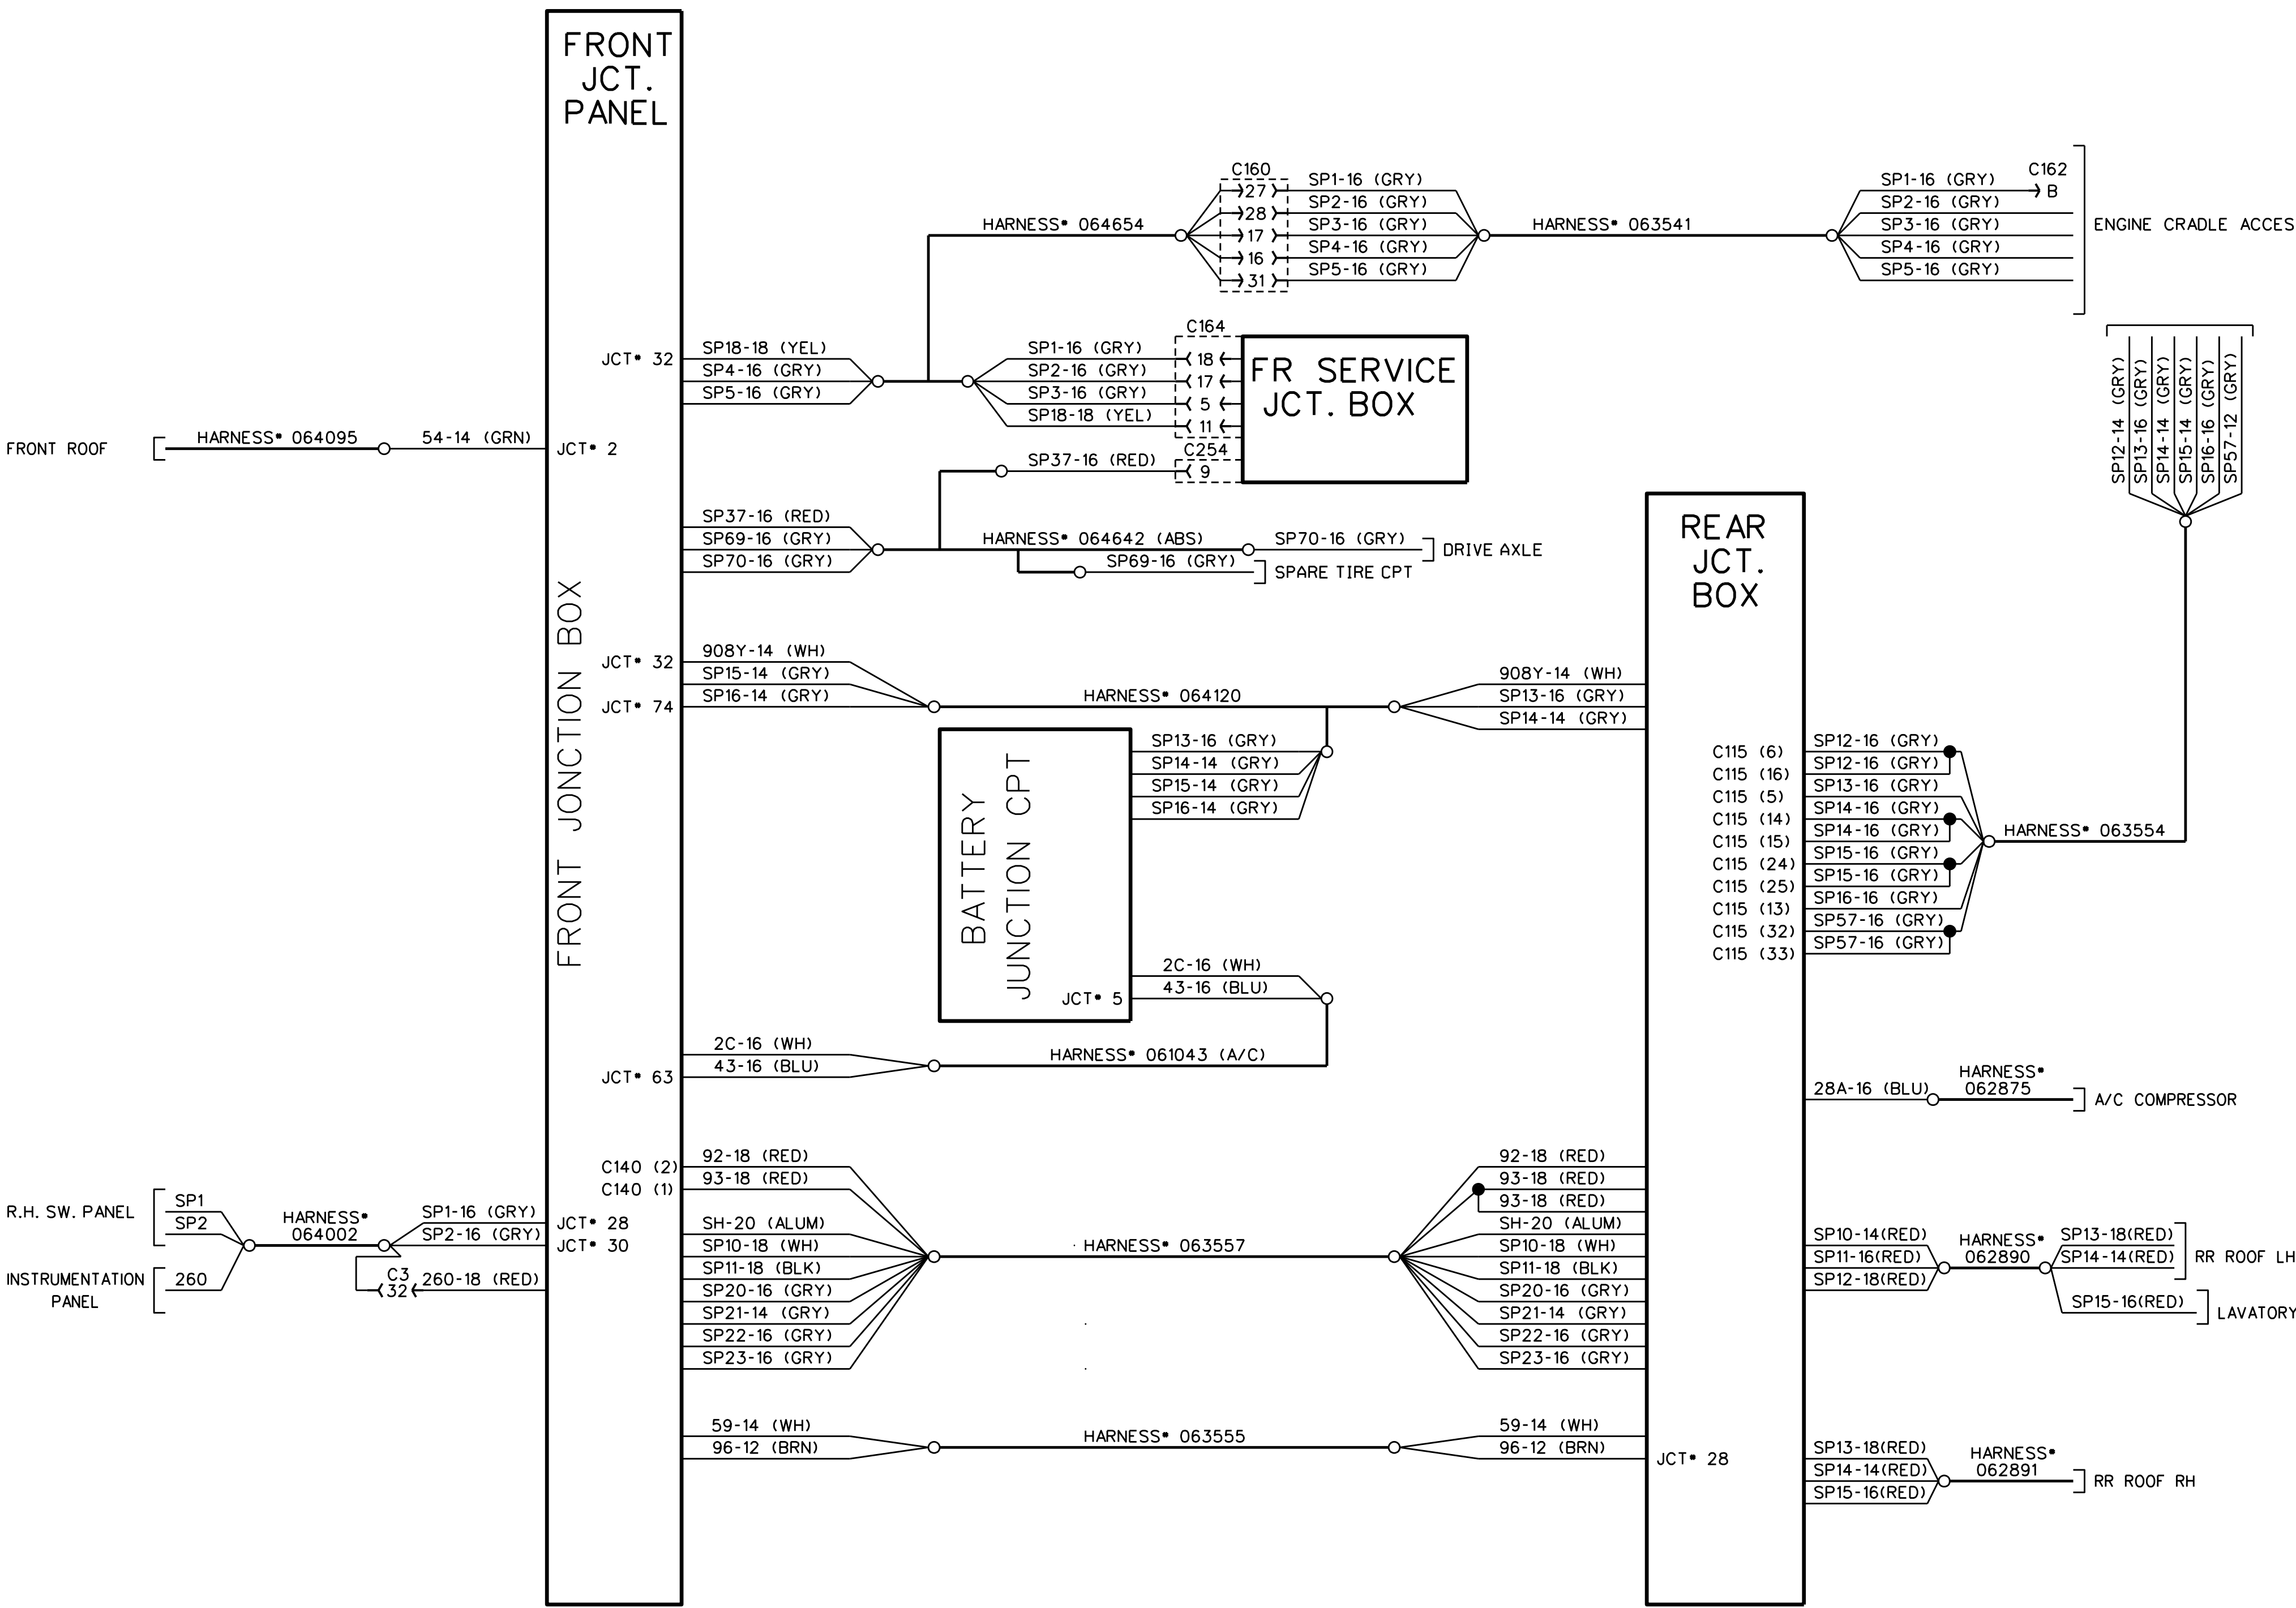 FRONT
JCT.
PANEL
FRONT JONCTION BOX
C160
27
28
17
16
31
SP1-16 (GRY)
SP2-16 (GRY)
SP3-16 (GRY)
SP4-16 (GRY)
SP5-16 (GRY)
HARNESS* 064654
HARNESS* 063541
SP1-16 (GRY)
SP2-16 (GRY)
SP3-16 (GRY)
SP4-16 (GRY)
SP5-16 (GRY)
C162
B
ENGINE CRADLE ACCES
JCT* 32
SP18-18 (YEL)
SP4-16 (GRY)
SP5-16 (GRY)
SP1-16 (GRY)
SP2-16 (GRY)
SP3-16 (GRY)
SP18-18 (YEL)
C164
18
17
5
11
C254
9
SP37-16 (RED)
FR SERVICE
JCT. BOX
FRONT ROOF
HARNESS* 064095
54-14 (GRN)
JCT* 2
SP37-16 (RED)
SP69-16 (GRY)
SP70-16 (GRY)
HARNESS* 064642 (ABS)
SP70-16 (GRY)
DRIVE AXLE
SP69-16 (GRY)
SPARE TIRE CPT
SP12-14 (GRY)
SP13-16 (GRY)
SP14-14 (GRY)
SP15-14 (GRY)
SP16-16 (GRY)
SP57-12 (GRY)
REAR
JCT.
BOX
JCT* 32
JCT* 74
908Y-14 (WH)
SP15-14 (GRY)
SP16-14 (GRY)
HARNESS* 064120
908Y-14 (WH)
SP13-16 (GRY)
SP14-14 (GRY)
BATTERY
JUNCTION CPT
SP13-16 (GRY)
SP14-14 (GRY)
SP15-14 (GRY)
SP16-14 (GRY)
C115 (6)
C115 (16)
C115 (5)
C115 (14)
C115 (15)
C115 (24)
C115 (25)
C115 (13)
C115 (32)
C115 (33)
SP12-16 (GRY)
SP12-16 (GRY)
SP13-16 (GRY)
SP14-16 (GRY)
SP14-16 (GRY)
SP15-16 (GRY)
SP15-16 (GRY)
SP16-16 (GRY)
SP57-16 (GRY)
SP57-16 (GRY)
HARNESS* 063554
JCT* 5
2C-16 (WH)
43-16 (BLU)
JCT* 63
2C-16 (WH)
43-16 (BLU)
HARNESS* 061043 (A/C)
28A-16 (BLU)
HARNESS*
062875
A/C COMPRESSOR
R.H. SW. PANEL
SP1
SP2
INSTRUMENTATION
PANEL
260
HARNESS*
064002
SP1-16 (GRY)
SP2-16 (GRY)
C3
32
260-18 (RED)
JCT* 28
JCT* 30
C140 (2)
C140 (1)
92-18 (RED)
93-18 (RED)
SH-20 (ALUM)
SP10-18 (WH)
SP11-18 (BLK)
SP20-16 (GRY)
SP21-14 (GRY)
SP22-16 (GRY)
SP23-16 (GRY)
HARNESS* 063557
92-18 (RED)
93-18 (RED)
93-18 (RED)
SH-20 (ALUM)
SP10-18 (WH)
SP11-18 (BLK)
SP20-16 (GRY)
SP21-14 (GRY)
SP22-16 (GRY)
SP23-16 (GRY)
SP10-14(RED)
SP11-16(RED)
SP12-18(RED)
HARNESS*
062890
SP13-18(RED)
SP14-14(RED)
RR ROOF LH
SP15-16(RED)
LAVATORY
59-14 (WH)
96-12 (BRN)
HARNESS* 063555
59-14 (WH)
96-12 (BRN)
JCT* 28
SP13-18(RED)
SP14-14(RED)
SP15-16(RED)
HARNESS*
062891
RR ROOF RH